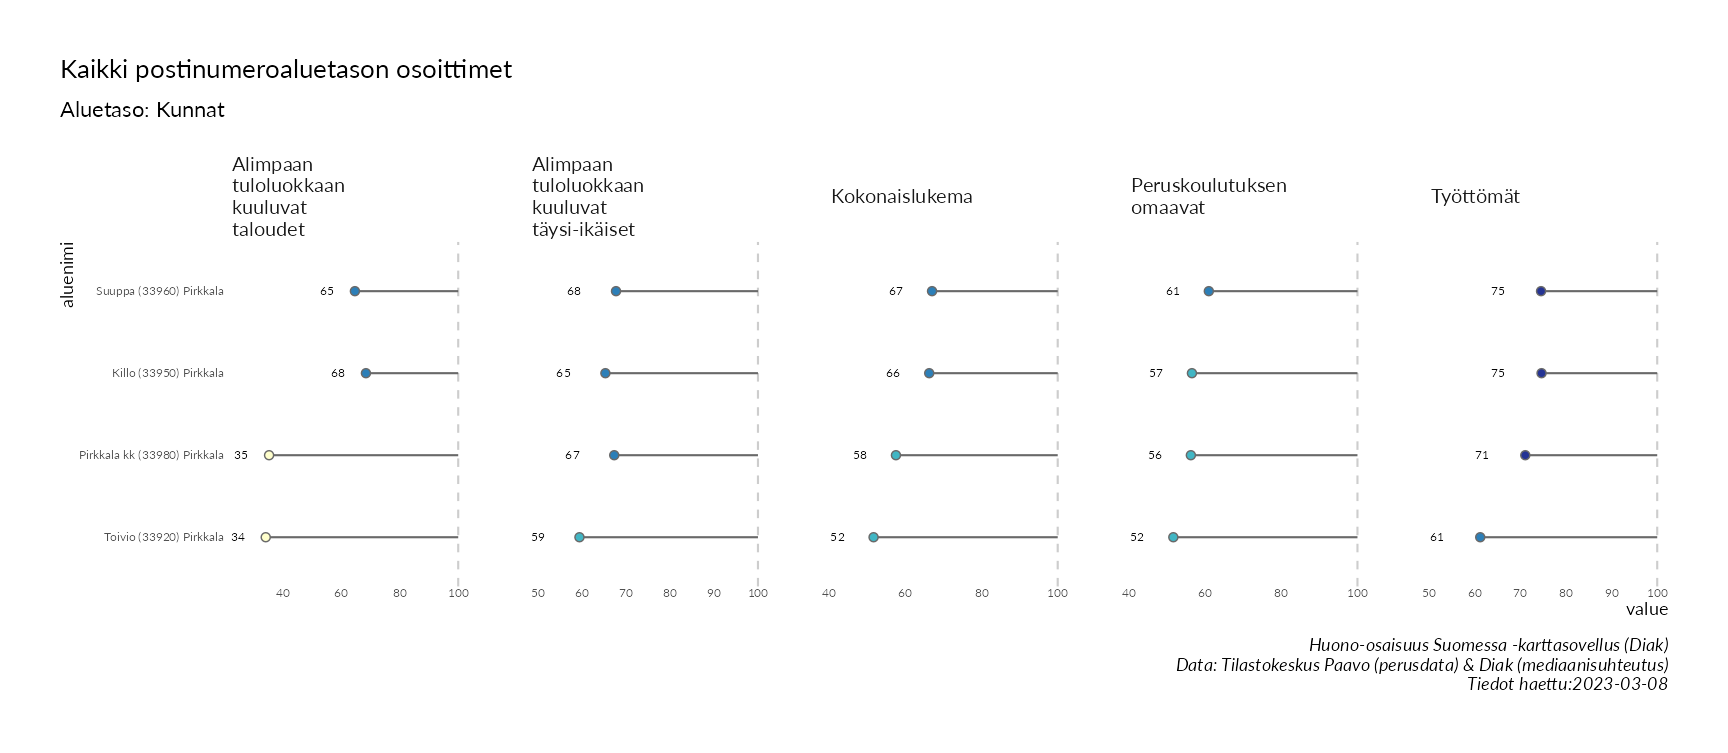 Kaikki postinumeroaluetason osoittimet
Aluetaso: Kunnat
Alimpaan
tuloluokkaan
kuuluvat
taloudet
Alimpaan
tuloluokkaan
kuuluvat
täysi-ikäiset
Kokonaislukema
Peruskoulutuksen
omaavat
Työttömät
aluenimi
Suuppa (33960) Pirkkala 65 68 67 61 75
Killo (33950) Pirkkala 68 65 66 57 75
Pirkkala kk (33980) Pirkkala 35 67 58 56 71
Toivio (33920) Pirkkala 34 59 52 52 61
40 60 80 100 50 60 70 80 90 100 40 60 80 100 40 60 80 100 50 60 70 80 90 100
value
Huono-osaisuus Suomessa -karttasovellus (Diak)
Data: Tilastokeskus Paavo (perusdata) & Diak (mediaanisuhteutus)
Tiedot haettu:2023-03-08